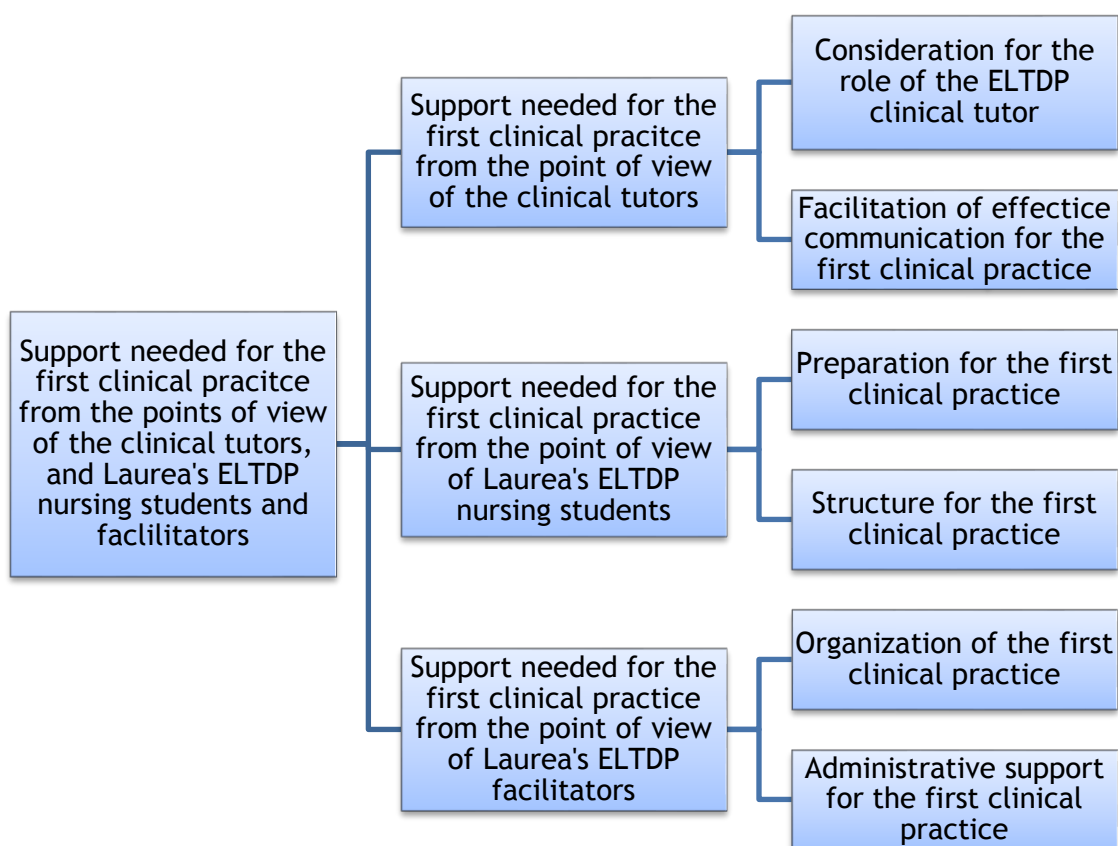 Support needed for the
first clinical pracitce
from the points of view
of the clinical tutors,
and Laurea's ELTDP
nursing students and
faclilitators
Support needed for the
first clinical pracitce
from the point of view
of the clinical tutors
Consideration for the
role of the ELTDP
clinical tutor
Facilitation of effectice
communication for the
first clinical practice
Support needed for the
first clinical practice
from the point of view
of Laurea's ELTDP
nursing students
Preparation for the first
clinical practice
Structure for the first
clinical practice
Support needed for the
first clinical practice
from the point of view
of Laurea's ELTDP
facilitators
Organization of the first
clinical practice
Administrative support
for the first clinical
practice